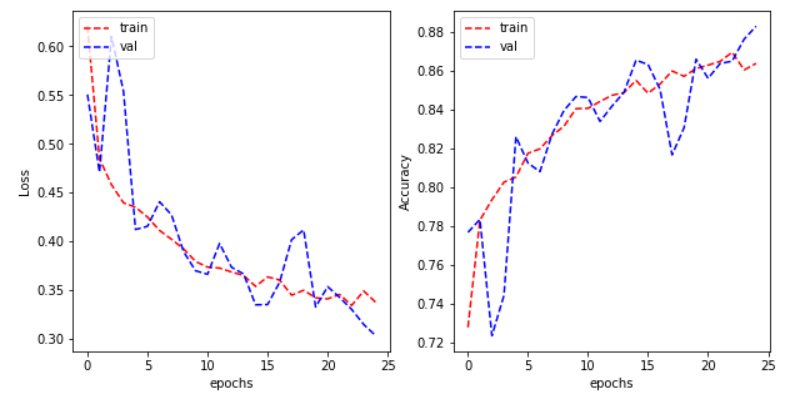 train
val
0.60
0.55
0.50
0.45
0.40
0.35
0.30
Loss
0 5 10 15 20 25
epochs
train
val
0.88
0.86
0.84
0.82
0.80
0.78
0.76
0.74
0.72
Accuracy
0 5 10 15 20 25
epochs